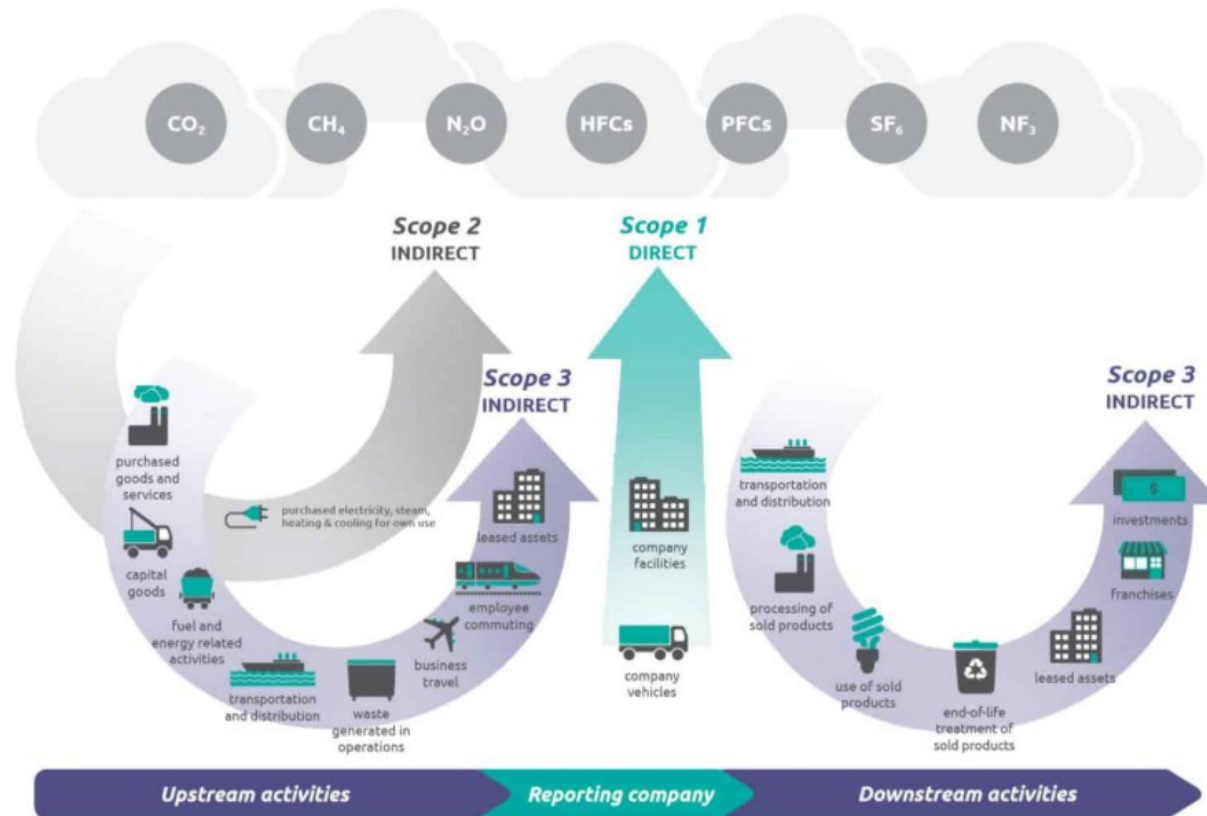 CO₂
CH₄
N₂O
HFCs
PFCs
SF₆
NF₃
Scope 2
INDIRECT
Scope 1
DIRECT
Scope 3
INDIRECT
Scope 3
INDIRECT
purchased
goods and
services
capital
goods
fuel and
energy related
activities
transportation
and distribution
waste
generated in
operations
business
travel
employee
commuting
leased assets
purchased electricity, steam,
heating & cooling for own use
company
facilities
company
vehicles
transportation
and distribution
processing of
sold products
use of sold
products
end-of-life
treatment of
sold products
leased assets
franchises
$
investments
Upstream activities
Reporting company
Downstream activities